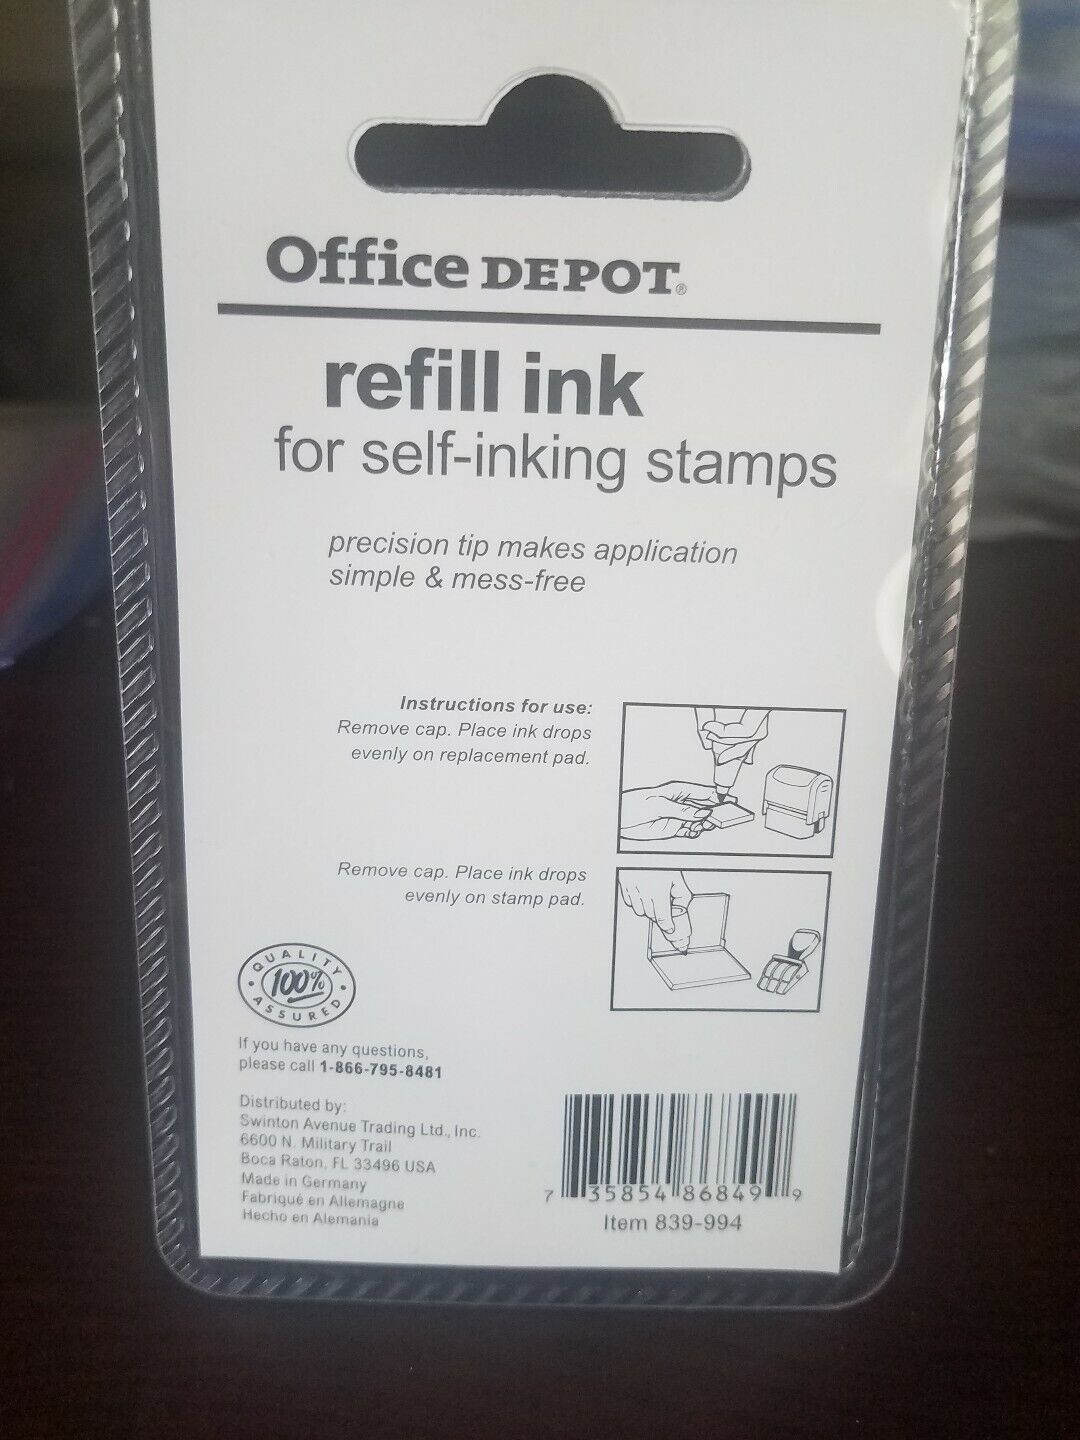 Office DEPOT®
refill ink
for self-inking stamps
precision tip makes application
simple & mess-free
Instructions for use:
Remove cap. Place ink drops
evenly on replacement pad.
Remove cap. Place ink drops
evenly on stamp pad.
QUALITY
100%
ASSURED
If you have any questions,
please call 1-866-795-8481
Distributed by:
Swinton Avenue Trading Ltd., Inc.
6600 N. Military Trail
Boca Raton, FL 33496 USA
Made in Germany
Fabriqué en Allemagne
Hecho en Alemania
7 35854 86849 9
Item 839-994